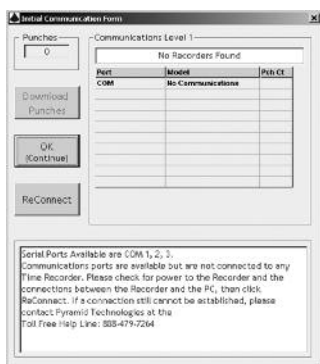 Initial Communication Form
Punches
0
Communications Level 1
No Recorders Found
Port Model Pch Ct
COM No Communications
Download
Punches
OK
(Continue)
ReConnect
Serial Ports Available are COM 1, 2, 3.
Communications ports are available but are not connected to any
Time Recorder. Please check for power to the Recorder and the
connections between the Recorder and the PC, then click
ReConnect. If a connection still cannot be established, please
contact Pyramid Technologies at the
Toll Free Help Line: 888-479-7264